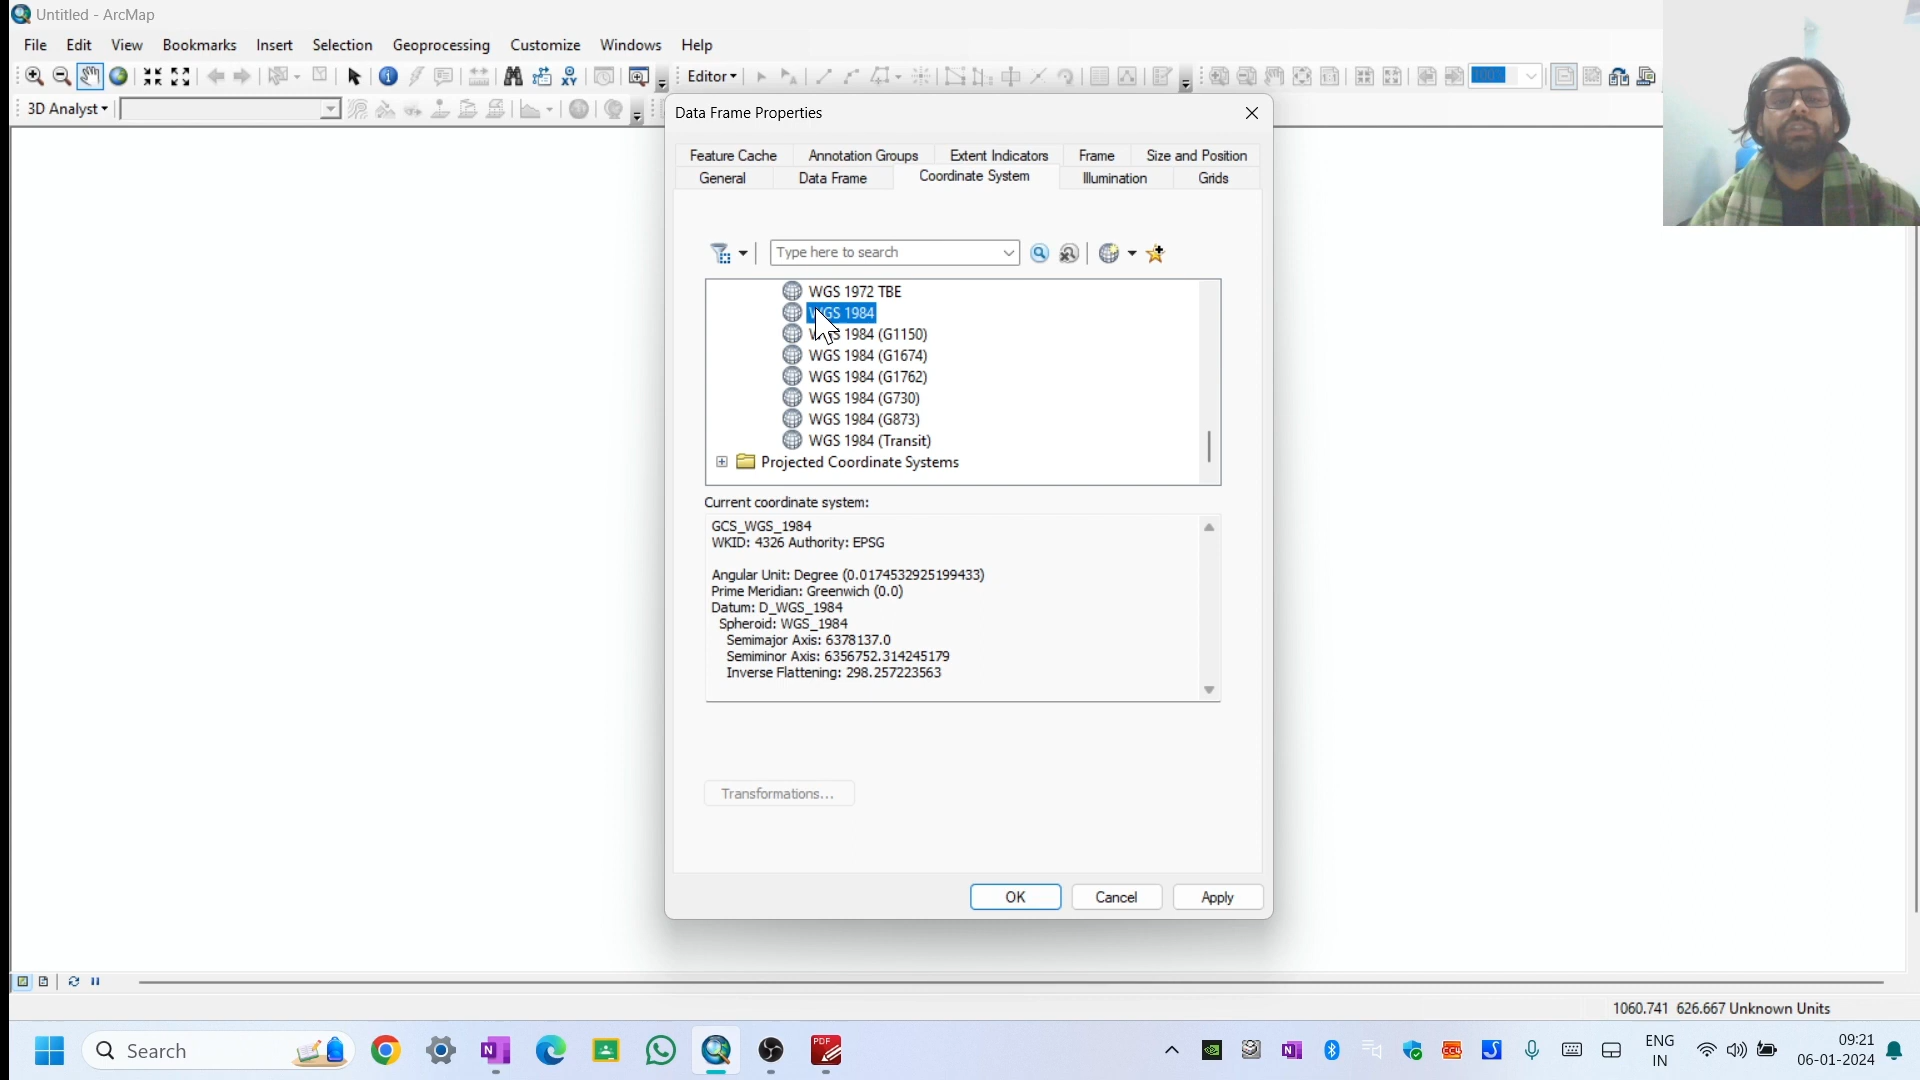 Untitled - ArcMap
File Edit View Bookmarks Insert Selection Geoprocessing Customize Windows Help
Editor
3D Analyst
Data Frame Properties
Feature Cache Annotation Groups Extent Indicators Frame Size and Position
General Data Frame Coordinate System Illumination Grids
Type here to search
WGS 1972 TBE
WGS 1984
WGS 1984 (G1150)
WGS 1984 (G1674)
WGS 1984 (G1762)
WGS 1984 (G730)
WGS 1984 (G873)
WGS 1984 (Transit)
Projected Coordinate Systems
Current coordinate system:
GCS_WGS_1984
WKID: 4326 Authority: EPSG
Angular Unit: Degree (0.0174532925199433)
Prime Meridian: Greenwich (0.0)
Datum: D_WGS_1984
Spheroid: WGS_1984
Semimajor Axis: 6378137.0
Semiminor Axis: 6356752.314245179
Inverse Flattening: 298.257223563
Transformations...
OK Cancel Apply
1060.741 626.667 Unknown Units
Search
PDF
ENG
IN
09:21
06-01-2024